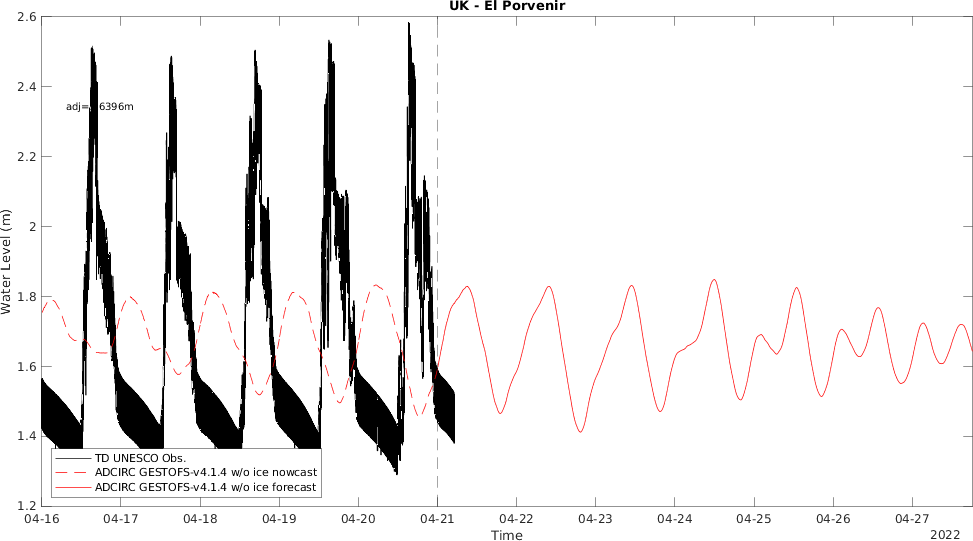 UK - El Porvenir
2.6
2.4
adj= 6396m
2.2
2
1.8
1.6
1.4
1.2
Water Level (m)
TD UNESCO Obs.
ADCIRC GESTOFS-v4.1.4 w/o ice nowcast
ADCIRC GESTOFS-v4.1.4 w/o ice forecast
04-16 04-17 04-18 04-19 04-20 04-21 04-22 04-23 04-24 04-25 04-26 04-27
Time
2022